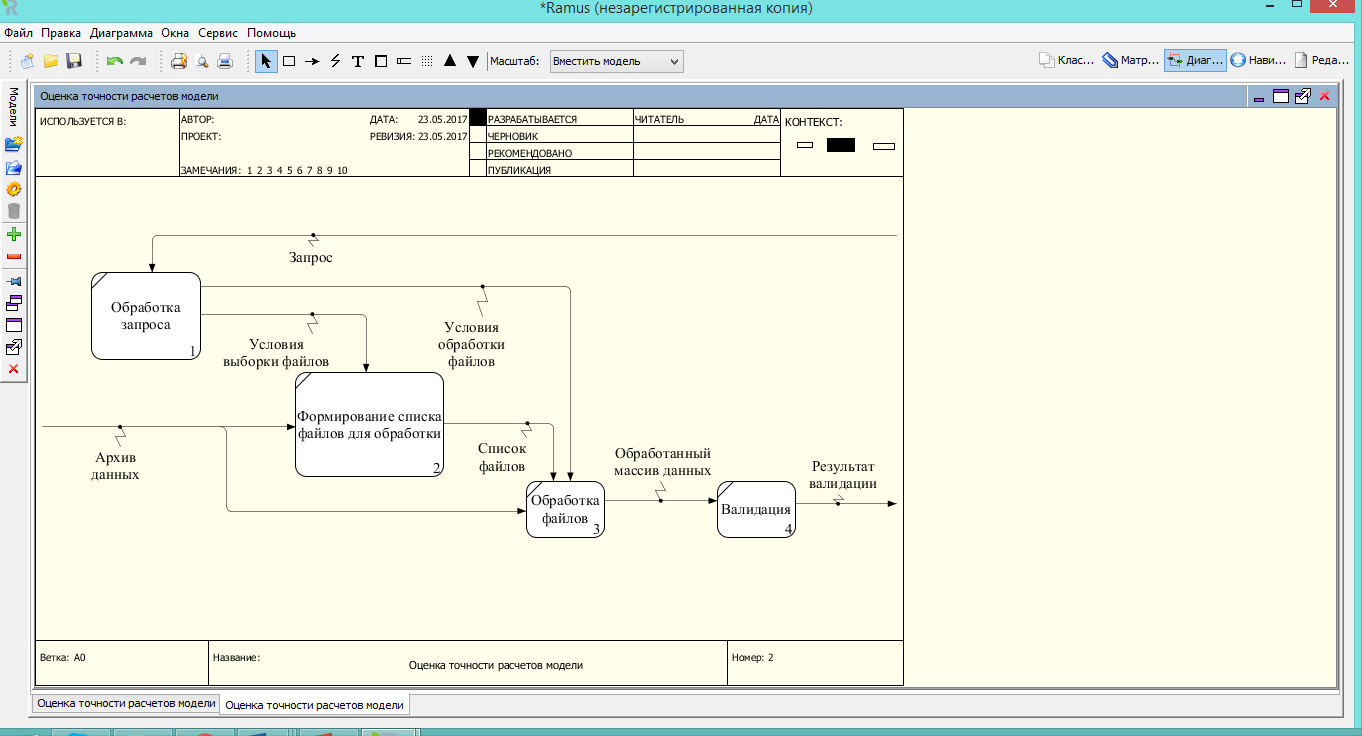 *Ramus (незарегистрированная копия)
Файл Правка Диаграмма Окна Сервис Помощь
Масштаб: Вместить модель Клас... Матр... Диаг... Нави... Реда...
Модели
Оценка точности расчетов модели
ИСПОЛЬЗУЕТСЯ В: АВТОР: ДАТА: 23.05.2017 РАЗРАБАТЫВАЕТСЯ ЧИТАТЕЛЬ ДАТА КОНТЕКСТ:
ПРОЕКТ: РЕВИЗИЯ: 23.05.2017 ЧЕРНОВИК
РЕКОМЕНДОВАНО
ЗАМЕЧАНИЯ: 1 2 3 4 5 6 7 8 9 10 ПУБЛИКАЦИЯ
Запрос
Обработка
запроса
1
Условия
выборки файлов
Условия
обработки
файлов
Формирование списка
файлов для обработки
2
Архив
данных
Список
файлов
Обработка
файлов
3
Обработанный
массив данных
Валидация
4
Результат
валидации
Ветка: A0 Название: Оценка точности расчетов модели Номер: 2
Оценка точности расчетов модели Оценка точности расчетов модели